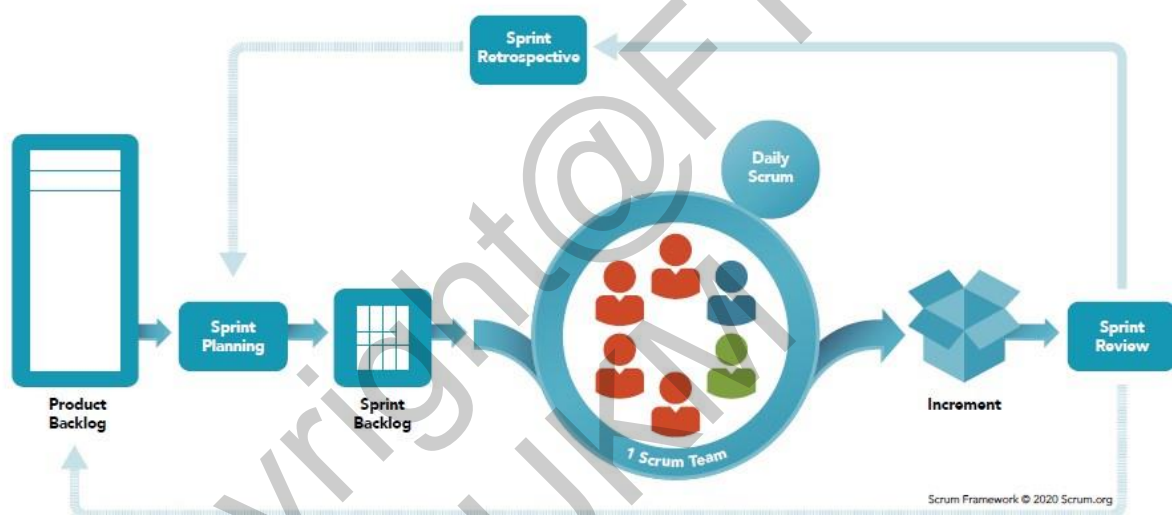 Sprint
Retrospective
Daily
Scrum
Sprint
Planning
Sprint
Review
Product
Backlog
Sprint
Backlog
1 Scrum Team
Increment
Scrum Framework © 2020 Scrum.org